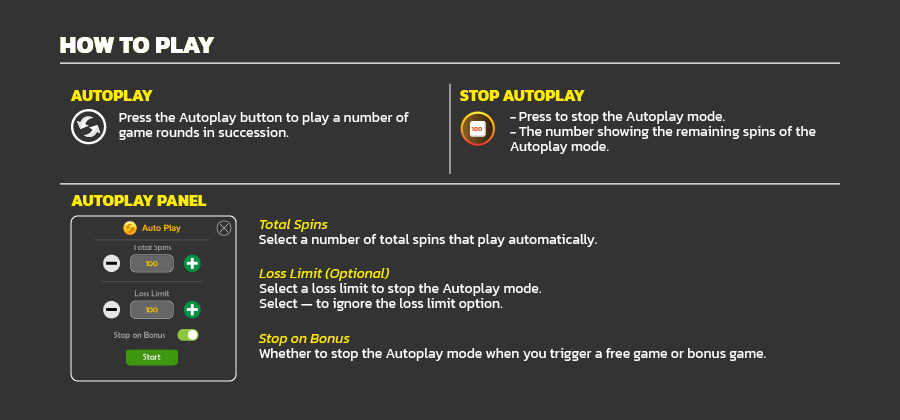 HOW TO PLAY
AUTOPLAY
Press the Autoplay button to play a number of
game rounds in succession.
STOP AUTOPLAY
100
- Press to stop the Autoplay mode.
- The number showing the remaining spins of the
Autoplay mode.
AUTOPLAY PANEL
Auto Play
Total Spins
100
Loss Limit
100
Stop on Bonus
Start
Total Spins
Select a number of total spins that play automatically.
Loss Limit (Optional)
Select a loss limit to stop the Autoplay mode.
Select — to ignore the loss limit option.
Stop on Bonus
Whether to stop the Autoplay mode when you trigger a free game or bonus game.